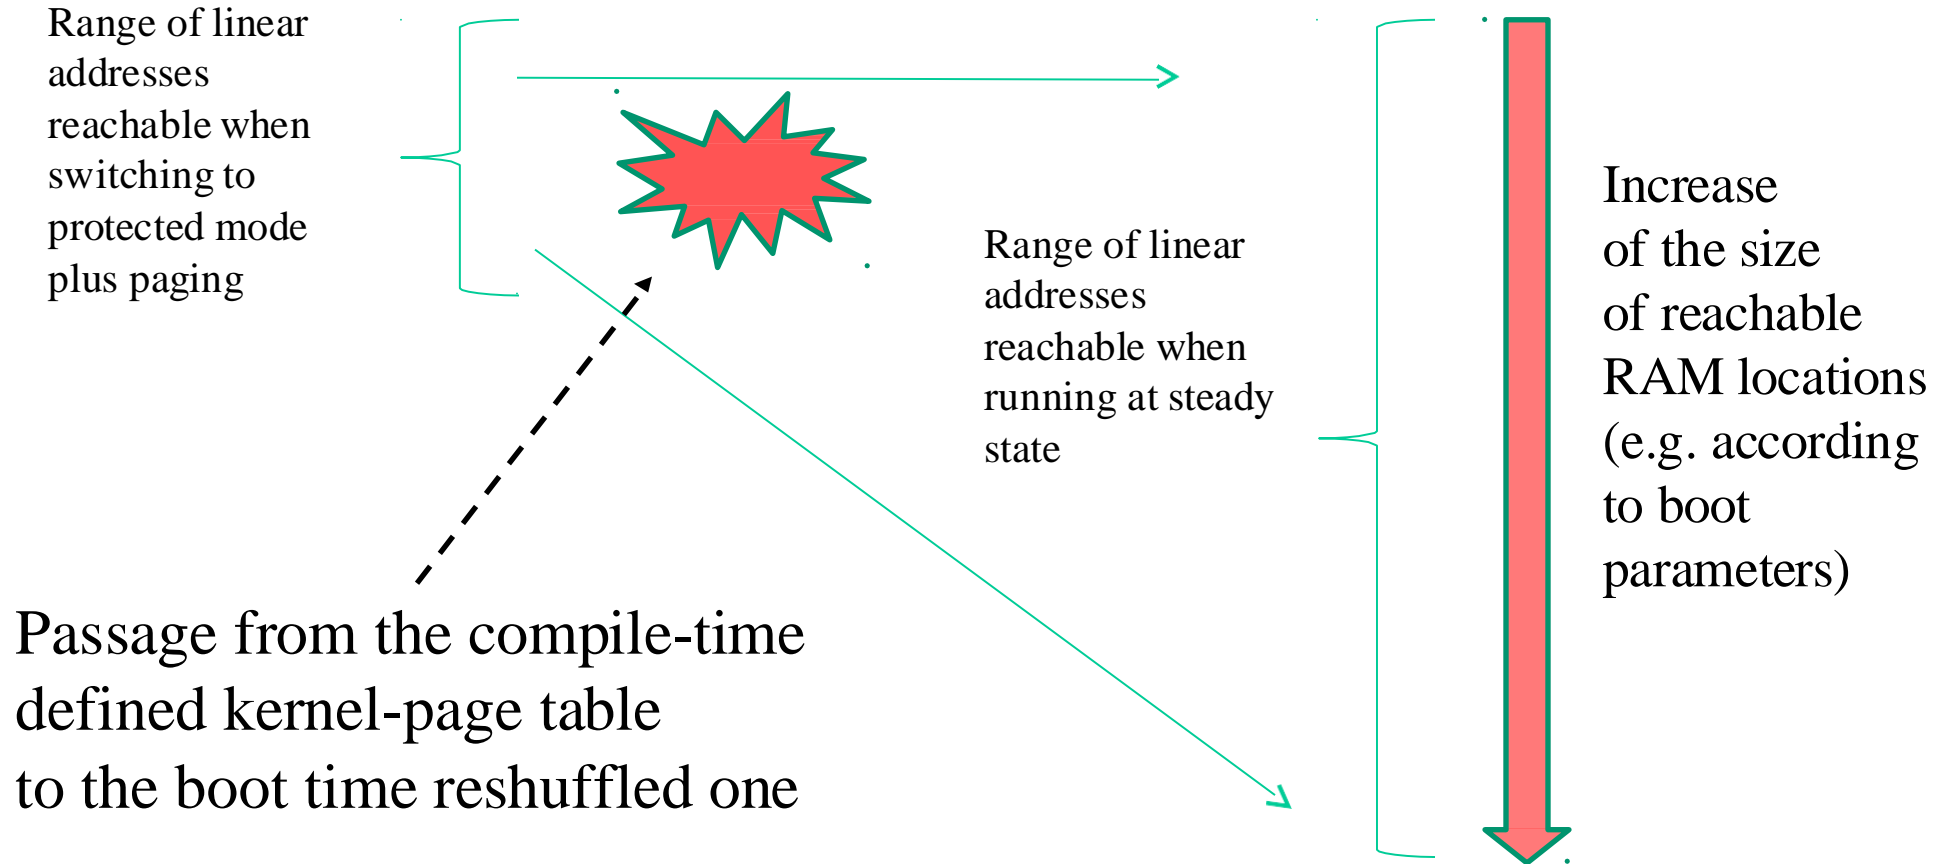 Range of linear
addresses
reachable when
switching to
protected mode
plus paging
Range of linear
addresses
reachable when
running at steady
state
Increase
of the size
of reachable
RAM locations
(e.g. according
to boot
parameters)
Passage from the compile-time
defined kernel-page table
to the boot time reshuffled one